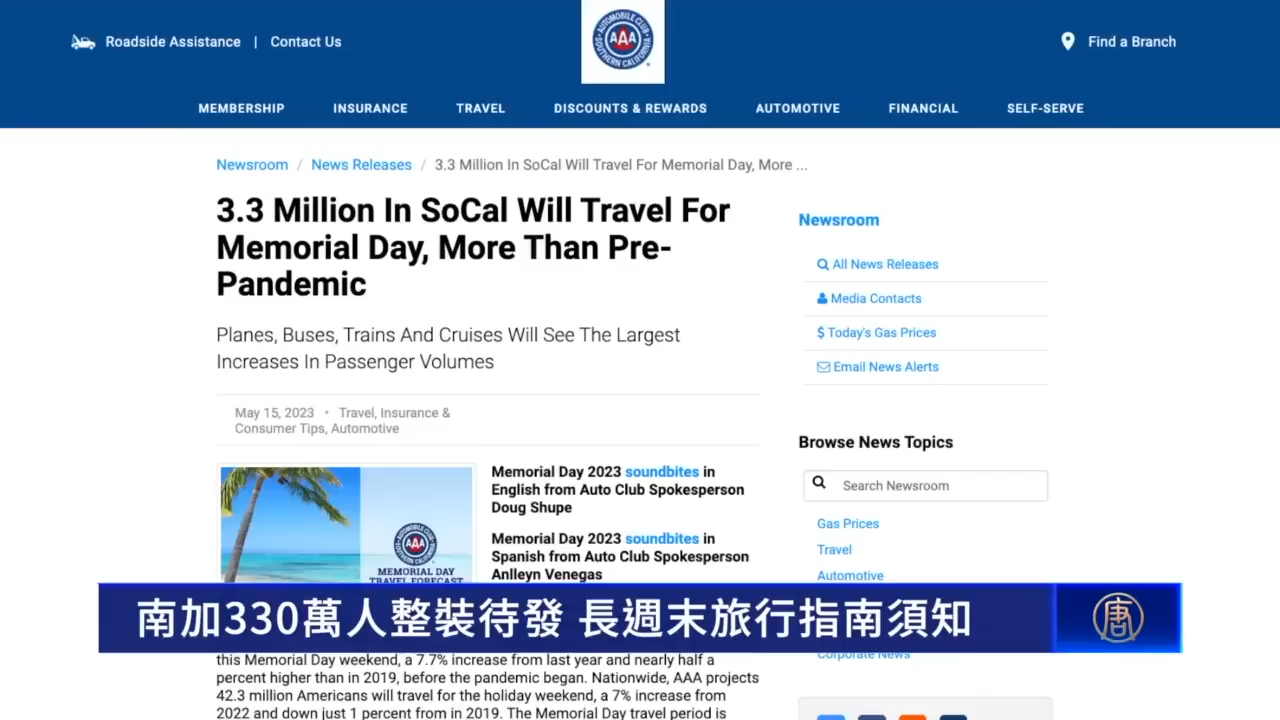 Roadside Assistance | Contact Us
AUTOMOBILE CLUB
AAA
SOUTHERN CALIFORNIA
Find a Branch
MEMBERSHIP INSURANCE TRAVEL DISCOUNTS & REWARDS AUTOMOTIVE FINANCIAL SELF-SERVE
Newsroom / News Releases / 3.3 Million In SoCal Will Travel For Memorial Day, More ...
3.3 Million In SoCal Will Travel For
Memorial Day, More Than Pre-
Pandemic
Planes, Buses, Trains And Cruises Will See The Largest
Increases In Passenger Volumes
May 15, 2023 • Travel, Insurance &
Consumer Tips, Automotive
AUTOMOBILE CLUB
AAA
SOUTHERN CALIFORNIA
MEMORIAL DAY
TRAVEL FORECAST
Memorial Day 2023 soundbites in
English from Auto Club Spokesperson
Doug Shupe
Memorial Day 2023 soundbites in
Spanish from Auto Club Spokesperson
Anlleyn Venegas
Newsroom
All News Releases
Media Contacts
$ Today's Gas Prices
Email News Alerts
Browse News Topics
Search Newsroom
Gas Prices
Travel
Automotive
南加330萬人整裝待發 長週末旅行指南須知
唐
Corporate News
this Memorial Day weekend, a 7.7% increase from last year and nearly half a
percent higher than in 2019, before the pandemic began. Nationwide, AAA projects
42.3 million Americans will travel for the holiday weekend, a 7% increase from
2022 and down just 1 percent from in 2019. The Memorial Day travel period is